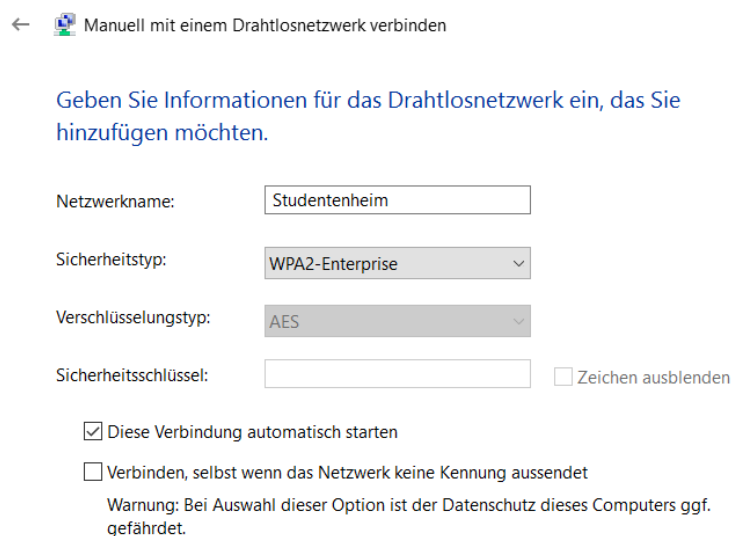 Manuell mit einem Drahtlosnetzwerk verbinden
Geben Sie Informationen für das Drahtlosnetzwerk ein, das Sie
hinzufügen möchten.
Netzwerkname: Studentenheim
Sicherheitstyp: WPA2-Enterprise
Verschlüsselungstyp: AES
Sicherheitsschlüssel: Zeichen ausblenden
Diese Verbindung automatisch starten
Verbinden, selbst wenn das Netzwerk keine Kennung aussendet
Warnung: Bei Auswahl dieser Option ist der Datenschutz dieses Computers ggf.
gefährdet.